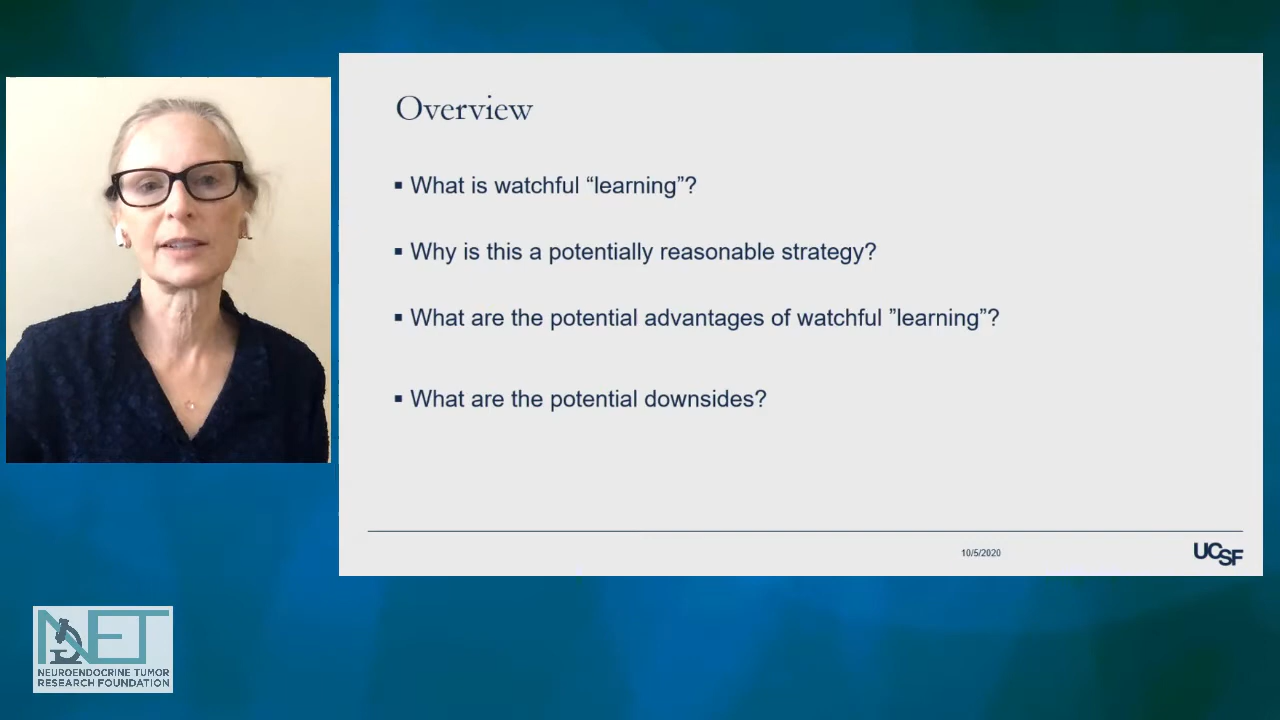 Overview
▪ What is watchful “learning”?
▪ Why is this a potentially reasonable strategy?
▪ What are the potential advantages of watchful ”learning”?
▪ What are the potential downsides?
10/5/2020
UCSF
NET
NEUROENDOCRINE TUMOR
RESEARCH FOUNDATION